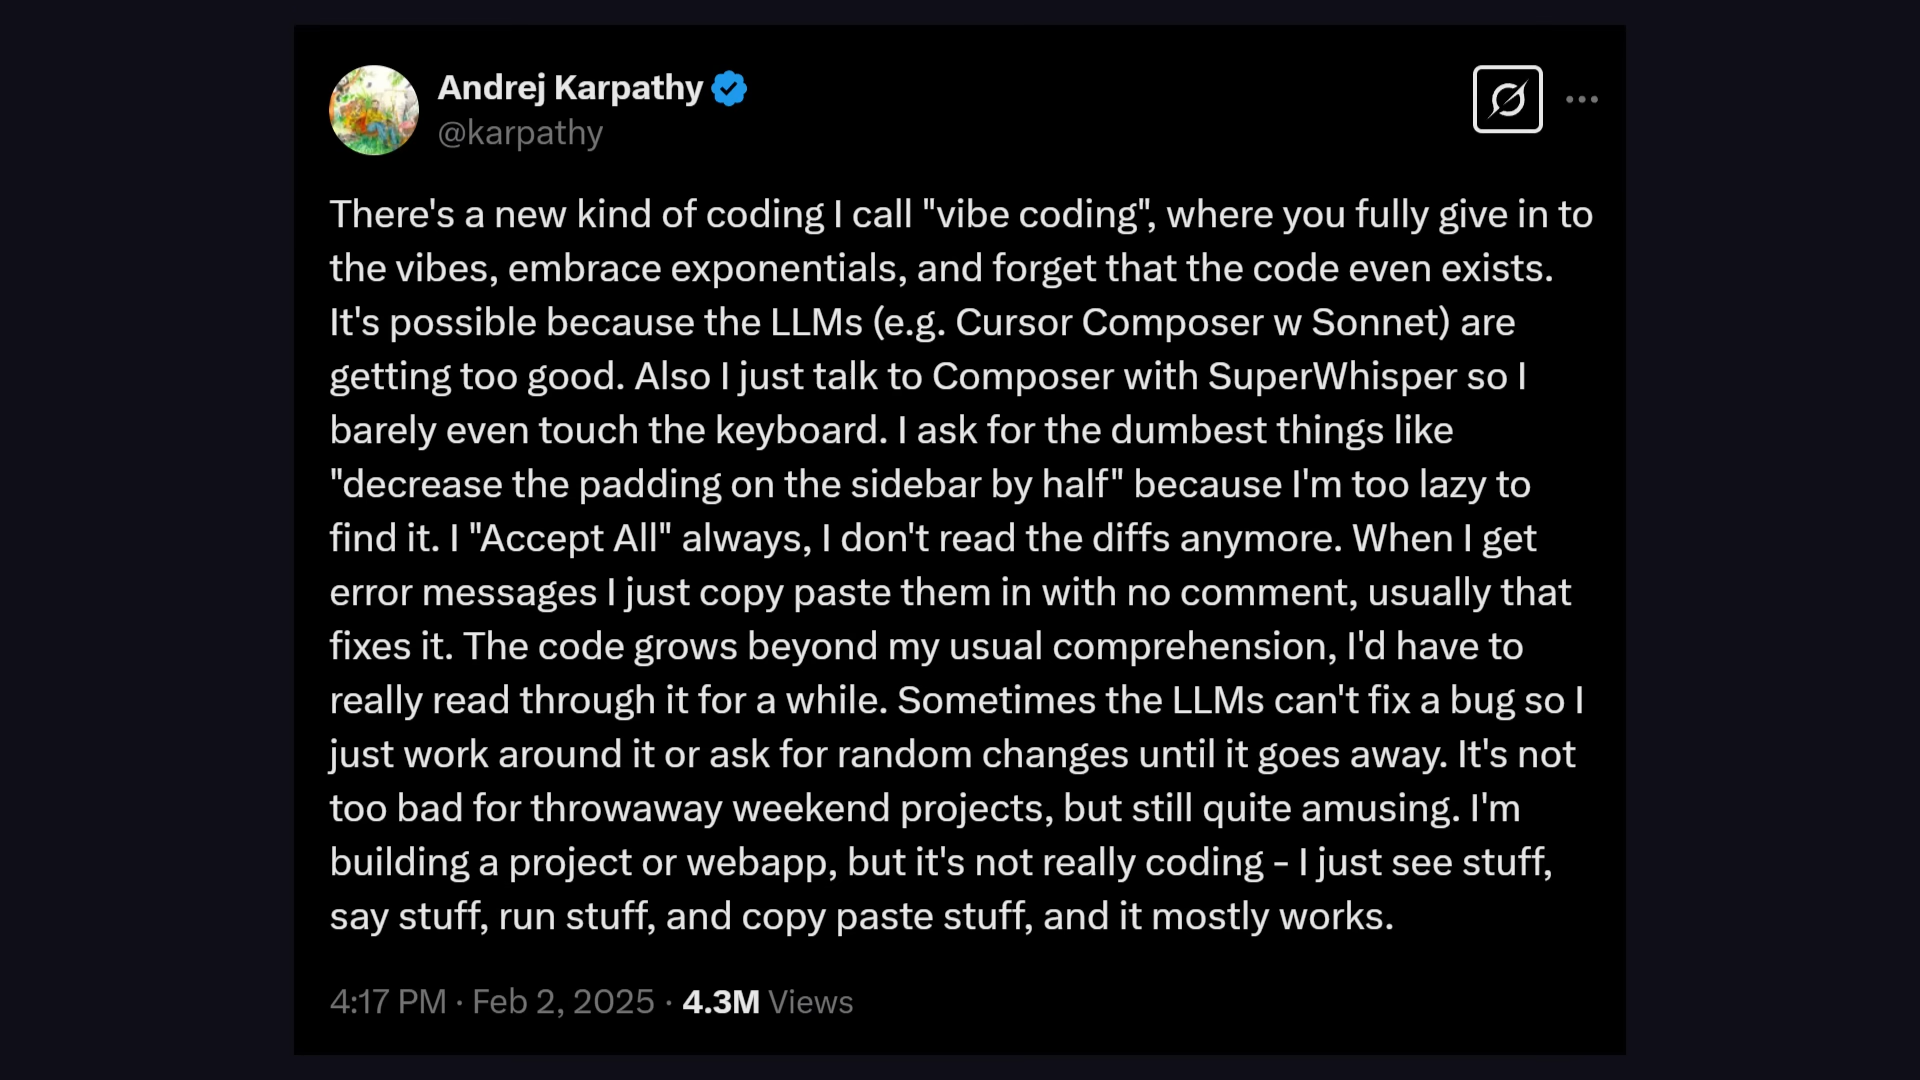 Andrej Karpathy
@karpathy
There's a new kind of coding I call "vibe coding", where you fully give in to
the vibes, embrace exponentials, and forget that the code even exists.
It's possible because the LLMs (e.g. Cursor Composer w Sonnet) are
getting too good. Also I just talk to Composer with SuperWhisper so I
barely even touch the keyboard. I ask for the dumbest things like
"decrease the padding on the sidebar by half" because I'm too lazy to
find it. I "Accept All" always, I don't read the diffs anymore. When I get
error messages I just copy paste them in with no comment, usually that
fixes it. The code grows beyond my usual comprehension, I'd have to
really read through it for a while. Sometimes the LLMs can't fix a bug so I
just work around it or ask for random changes until it goes away. It's not
too bad for throwaway weekend projects, but still quite amusing. I'm
building a project or webapp, but it's not really coding - I just see stuff,
say stuff, run stuff, and copy paste stuff, and it mostly works.
4:17 PM · Feb 2, 2025 · 4.3M Views